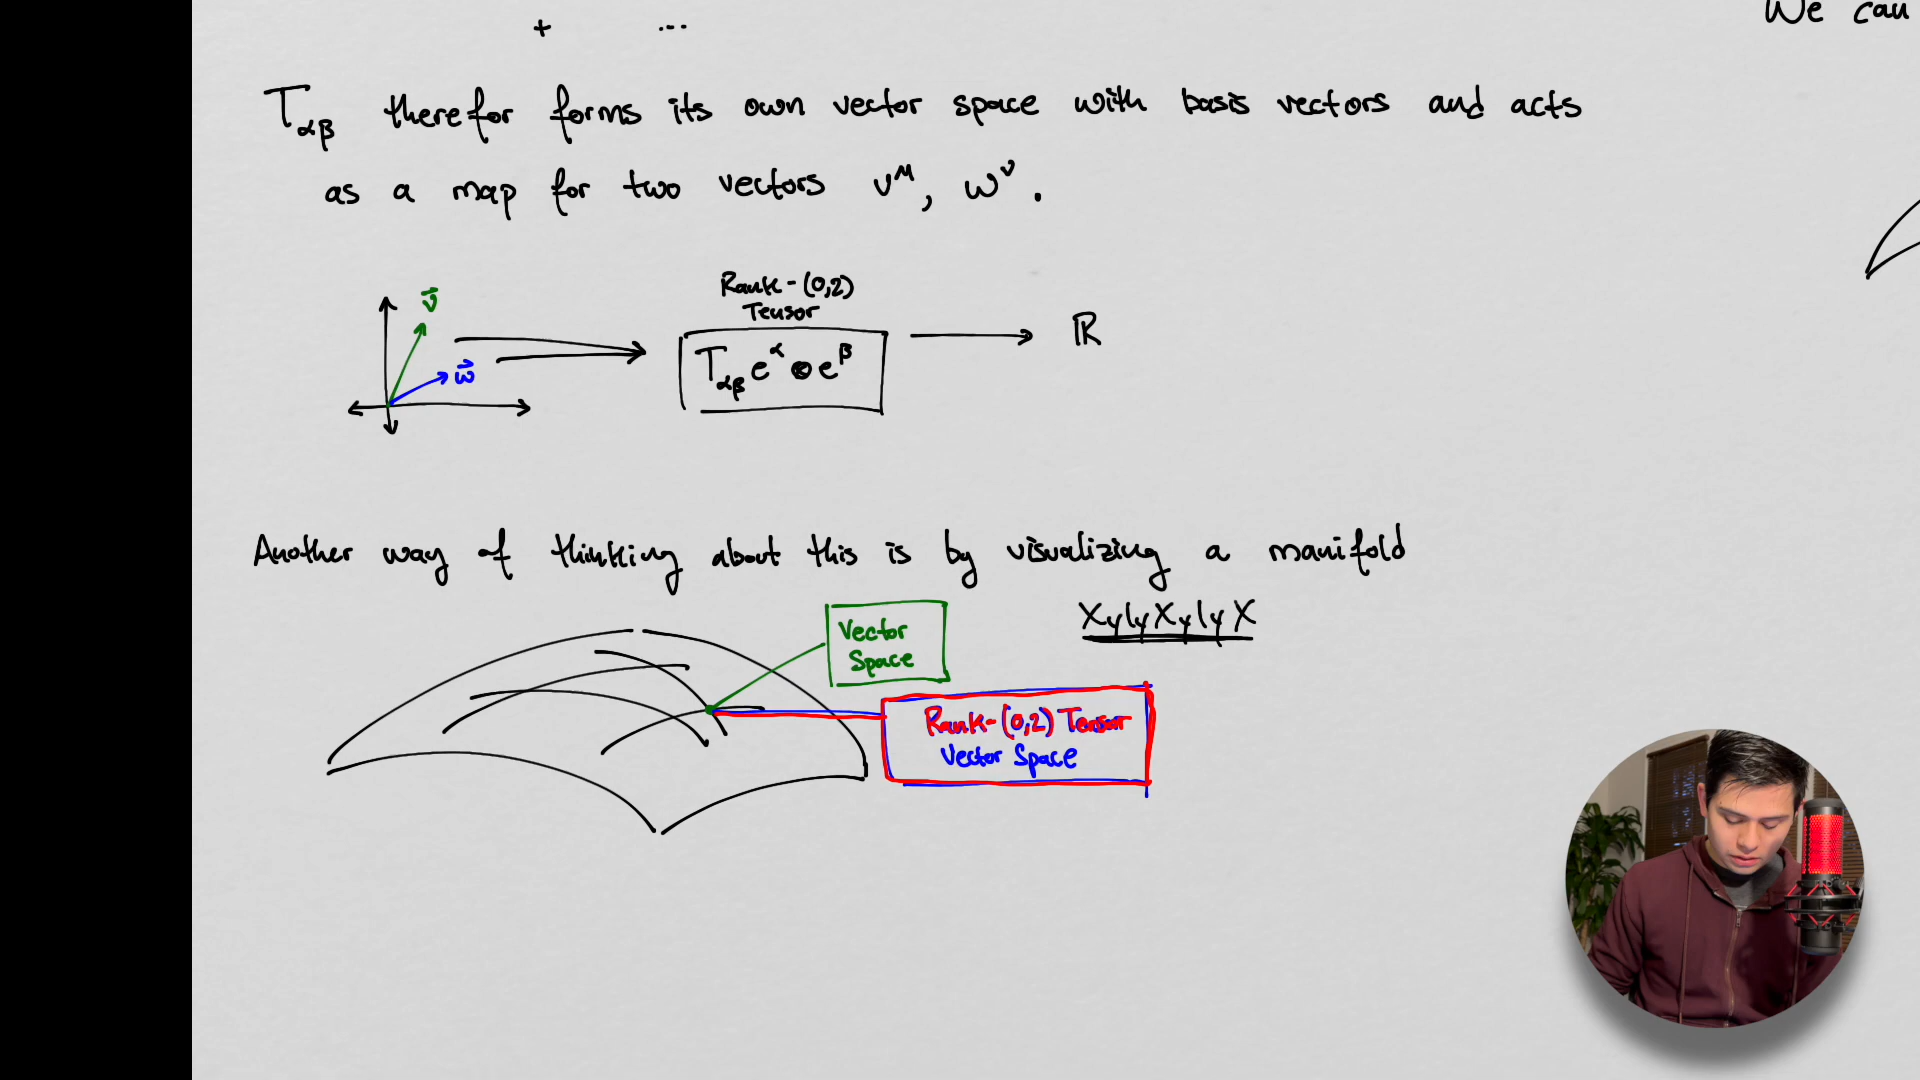 + ...
We can
Tαβ therefor forms its own vector space with basis vectors and acts
as a map for two vectors v^μ, w^ν.
v⃗
w⃗
Rank-(0,2)
Tensor
Tαβ e^α ⊗ e^β
ℝ
Another way of thinking about this is by visualizing a manifold
XylyXylyX
Vector
Space
Rank-(0,2) Tensor
Vector Space